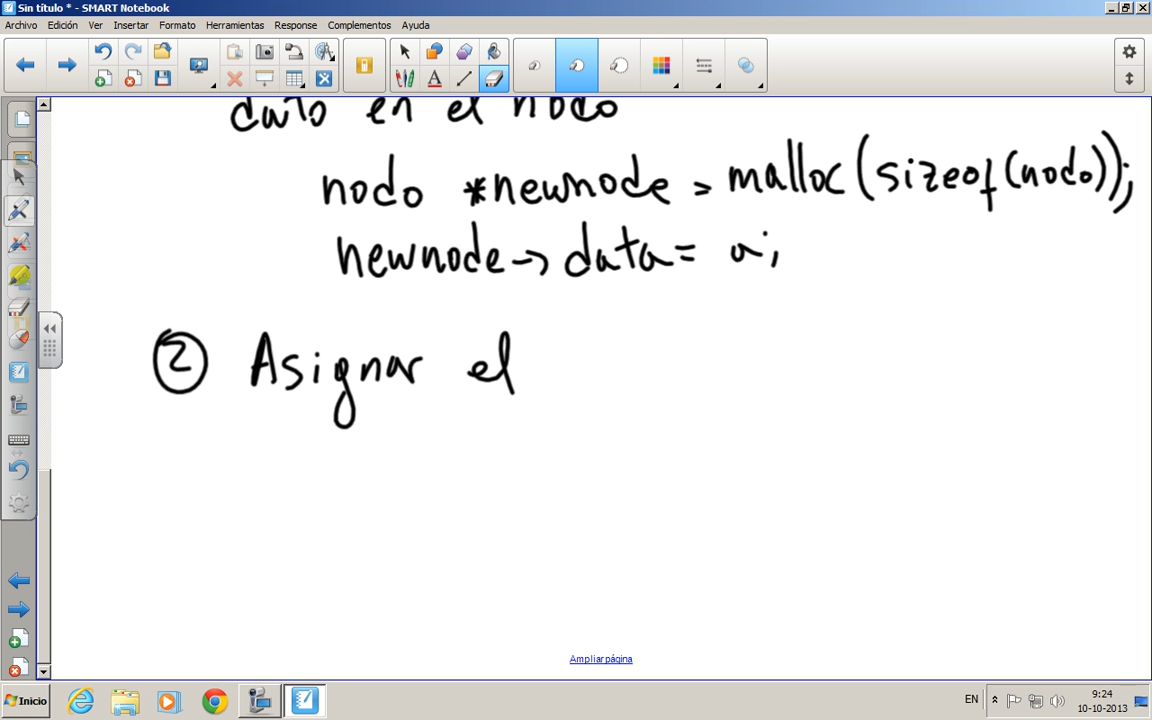 Sin título * - SMART Notebook
Archivo Edición Ver Insertar Formato Herramientas Response Complementos Ayuda
dato en el nodo
nodo *newnode = malloc(sizeof(nodo));
newnode → data = a;
② Asignar el
Ampliar página
Inicio
EN
9:24
10-10-2013